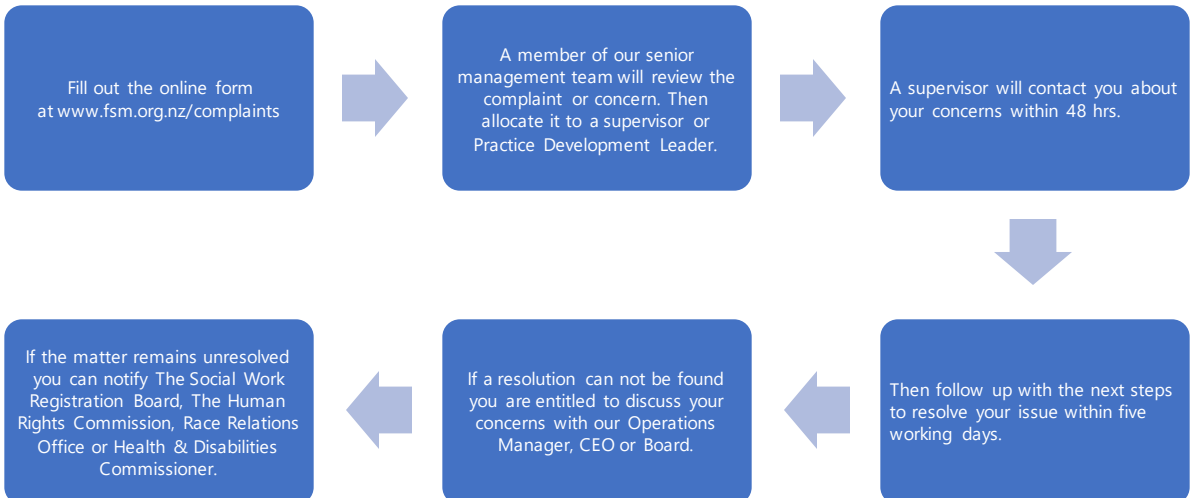 Fill out the online form
at www.fsm.org.nz/complaints
A member of our senior
management team will review the
complaint or concern. Then
allocate it to a supervisor or
Practice Development Leader.
A supervisor will contact you about
your concerns within 48 hrs.
Then follow up with the next steps
to resolve your issue within five
working days.
If a resolution can not be found
you are entitled to discuss your
concerns with our Operations
Manager, CEO or Board.
If the matter remains unresolved
you can notify The Social Work
Registration Board, The Human
Rights Commission, Race Relations
Office or Health & Disabilities
Commissioner.